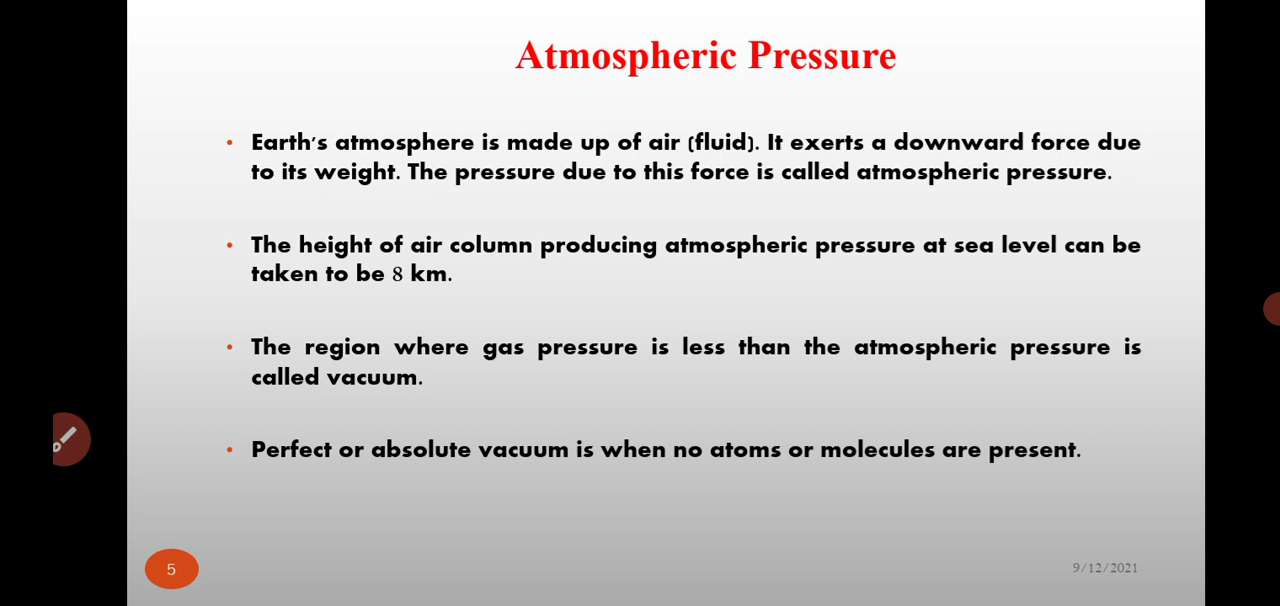 Atmospheric Pressure
• Earth's atmosphere is made up of air (fluid). It exerts a downward force due
to its weight. The pressure due to this force is called atmospheric pressure.
• The height of air column producing atmospheric pressure at sea level can be
taken to be 8 km.
• The region where gas pressure is less than the atmospheric pressure is
called vacuum.
• Perfect or absolute vacuum is when no atoms or molecules are present.
5
9/12/2021